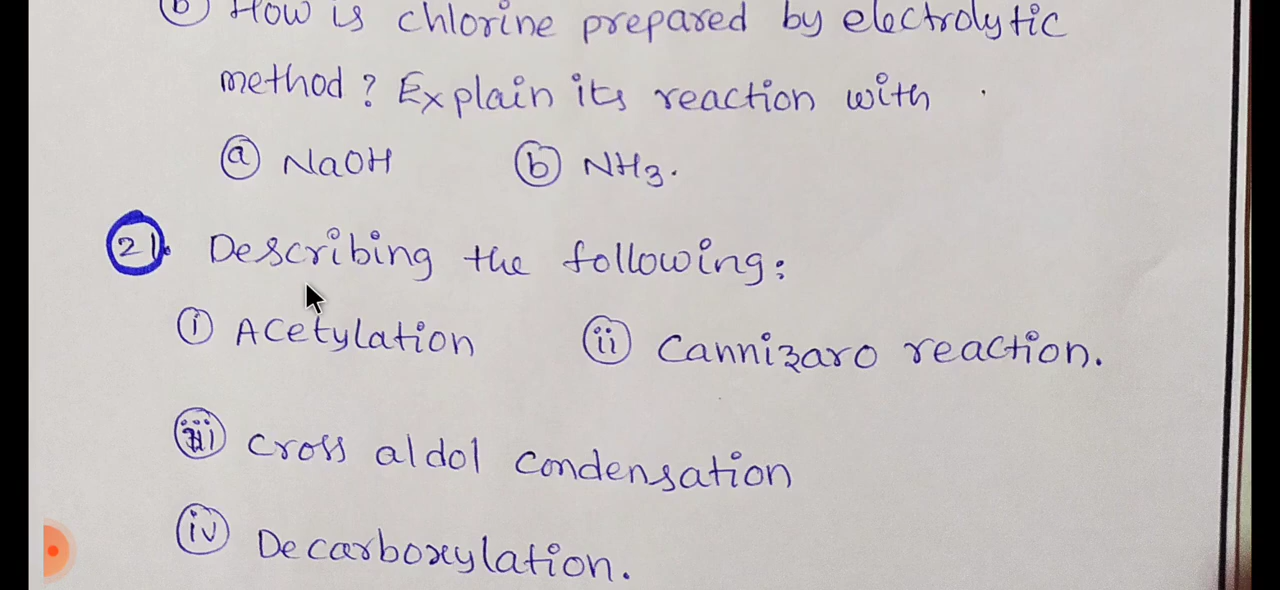 ⓑ How is chlorine prepared by electrolytic
method? Explain its reaction with
ⓐ NaOH ⓑ NH3.
21. Describing the following:
ⓘ Acetylation ⓘⓘ Cannizaro reaction.
iii Cross aldol condensation
iv Decarboxylation.